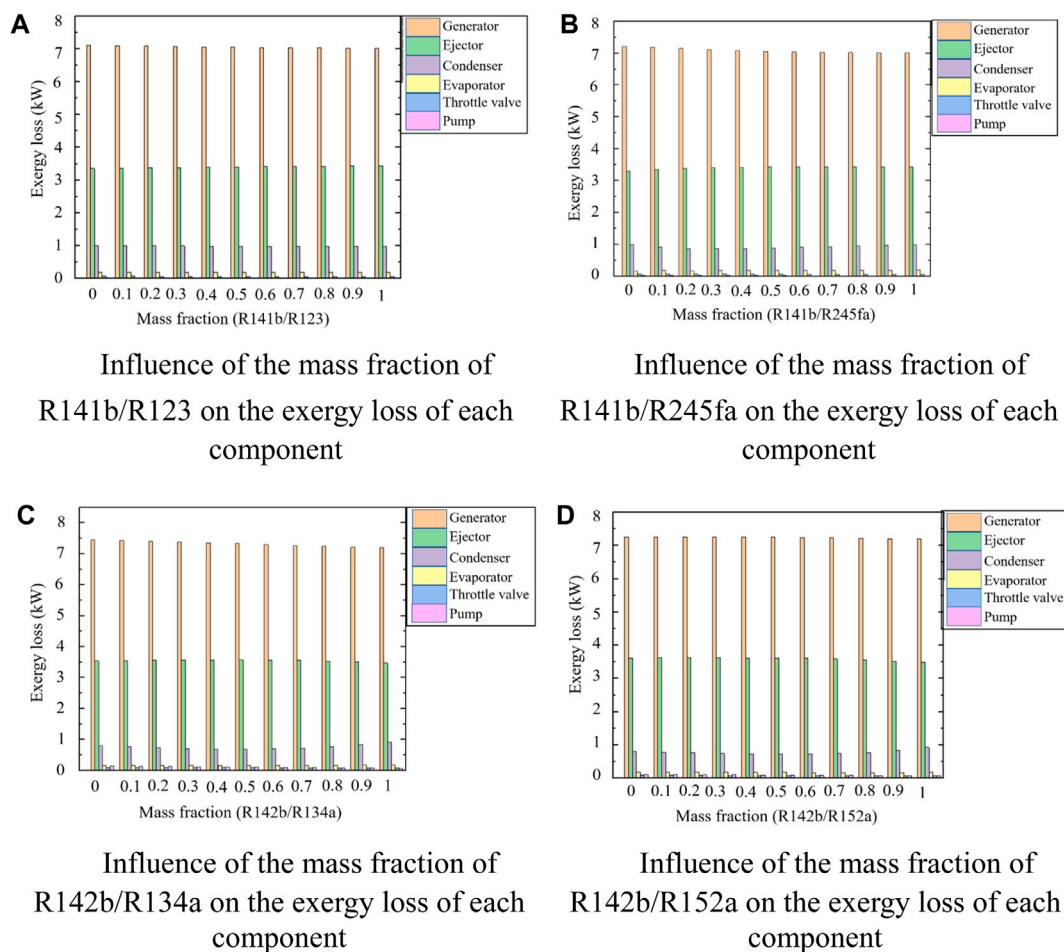 A
8
7
6
5
4
3
2
1
0
Exergy loss (kW)
Generator
Ejector
Condenser
Evaporator
Throttle valve
Pump
0 0.1 0.2 0.3 0.4 0.5 0.6 0.7 0.8 0.9 1
Mass fraction (R141b/R123)
Influence of the mass fraction of
R141b/R123 on the exergy loss of each
component
B
8
7
6
5
4
3
2
1
0
Exergy loss (kW)
Generator
Ejector
Condenser
Evaporator
Throttle valve
Pump
0 0.1 0.2 0.3 0.4 0.5 0.6 0.7 0.8 0.9 1
Mass fraction (R141b/R245fa)
Influence of the mass fraction of
R141b/R245fa on the exergy loss of each
component
C
8
7
6
5
4
3
2
1
0
Exergy loss (kW)
Generator
Ejector
Condenser
Evaporator
Throttle valve
Pump
0 0.1 0.2 0.3 0.4 0.5 0.6 0.7 0.8 0.9 1
Mass fraction (R142b/R134a)
Influence of the mass fraction of
R142b/R134a on the exergy loss of each
component
D
8
7
6
5
4
3
2
1
0
Exergy loss (kW)
Generator
Ejector
Condenser
Evaporator
Throttle valve
Pump
0 0.1 0.2 0.3 0.4 0.5 0.6 0.7 0.8 0.9 1
Mass fraction (R142b/R152a)
Influence of the mass fraction of
R142b/R152a on the exergy loss of each
component